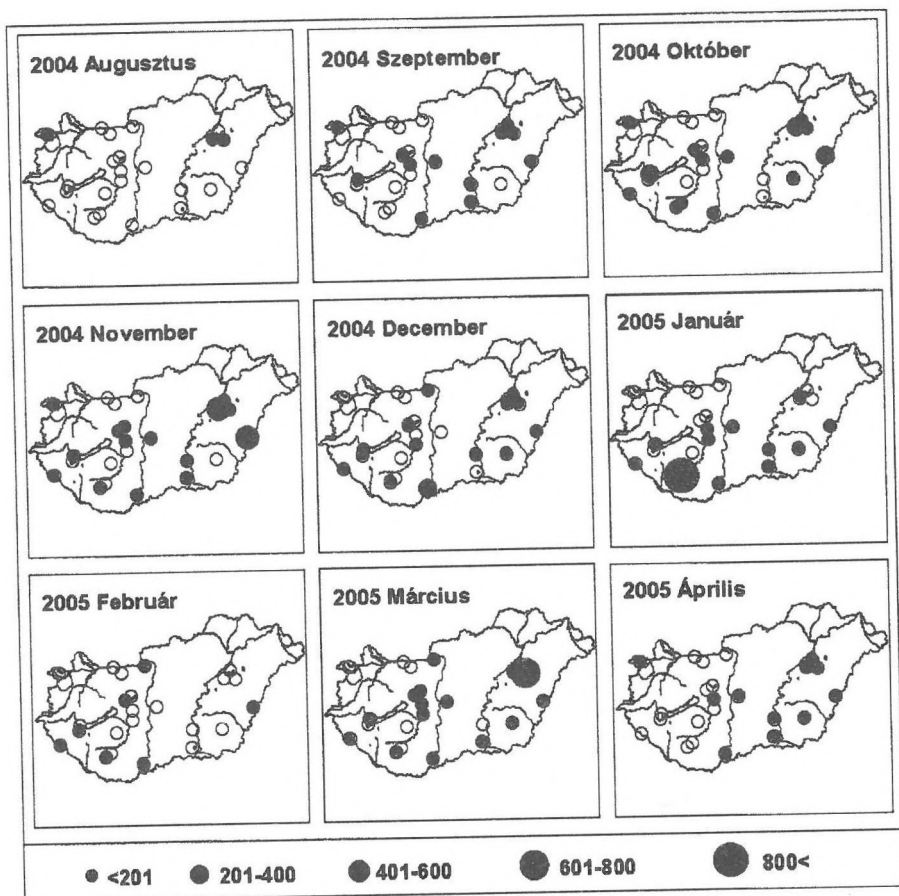 2004 Augusztus
2004 Szeptember
2004 Október
2004 November
2004 December
2005 Január
2005 Február
2005 Március
2005 Április
<201
201-400
401-600
601-800
800<